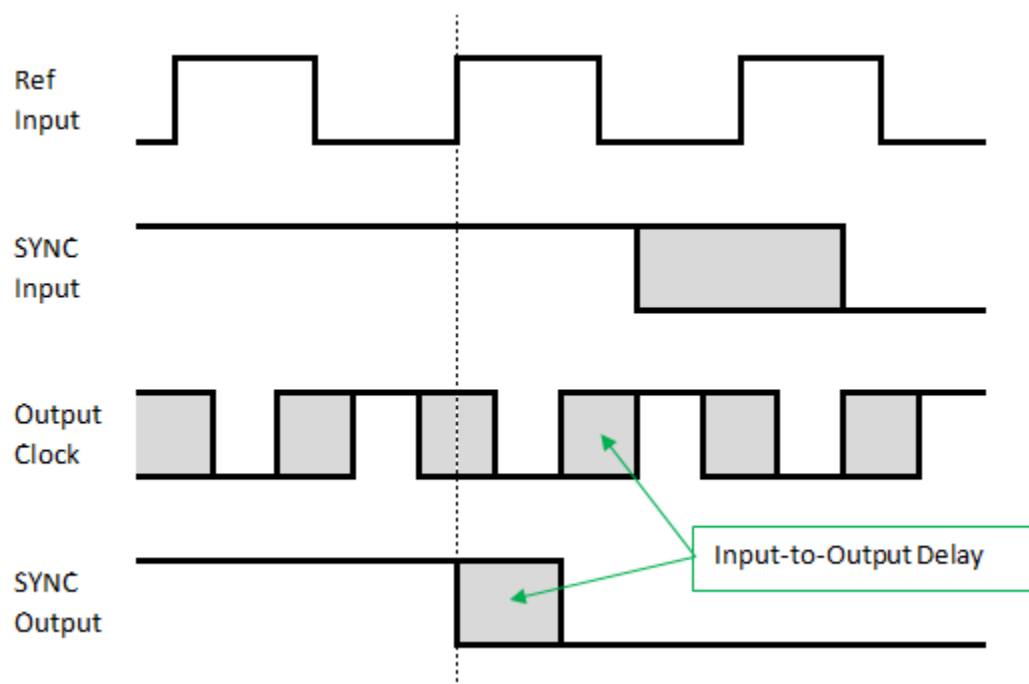 Ref
Input
SYNC
Input
Output
Clock
Input-to-Output Delay
SYNC
Output